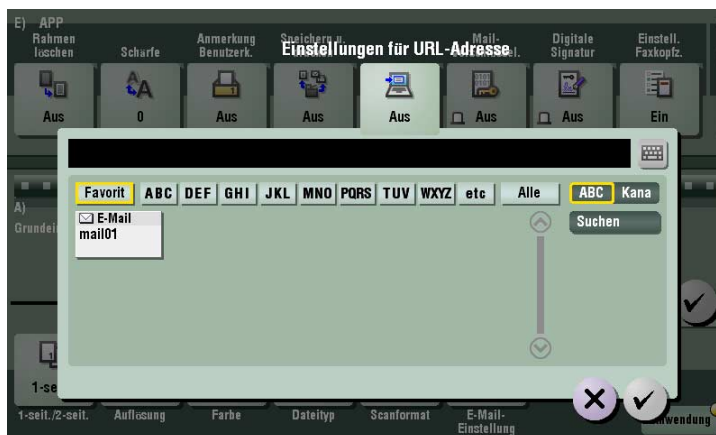 E) APP
Rahmen
löschen
Schärfe
Anmerkung
Benutzerk.
Speichern u.
Einstellungen für URL-Adresse
Mail-
Digitale
Signatur
Einstell.
Faxkopfz.
Aus
0
Aus
Aus
Aus
Aus
Aus
Ein
Favorit
ABC
DEF
GHI
JKL
MNO
PQRS
TUV
WXYZ
etc
Alle
ABC
Kana
E-Mail
mail01
Suchen
A)
Grundei
1
1-se
1-seit./2-seit.
Auflösung
Farbe
Dateityp
Scanformat
E-Mail-
Einstellung
nwendung